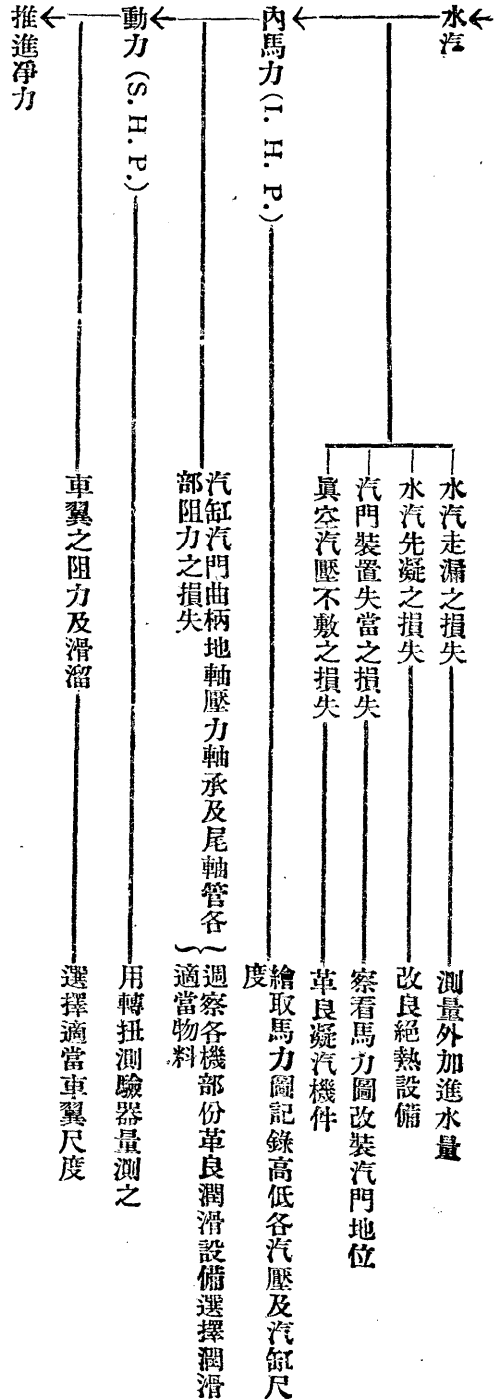 水汽
水汽走漏之損失
測量外加進水量
水汽先凝之損失
改良絕熱設備
汽門裝置失當之損失
察看馬力圖改裝汽門地位
眞空汽壓不敷之損失
革良凝汽機件
內馬力(I. H. P.)
繪取馬力圖記錄高低各汽壓及汽缸尺
度
汽缸汽門曲柄地軸壓力軸承及尾軸管各
部阻力之損失
週察各機部份革良潤滑設備選擇潤滑
適當物料
動力(S. H. P.)
用轉扭測驗器量測之
車翼之阻力及滑溜
選擇適當車翼尺度
推進凈力